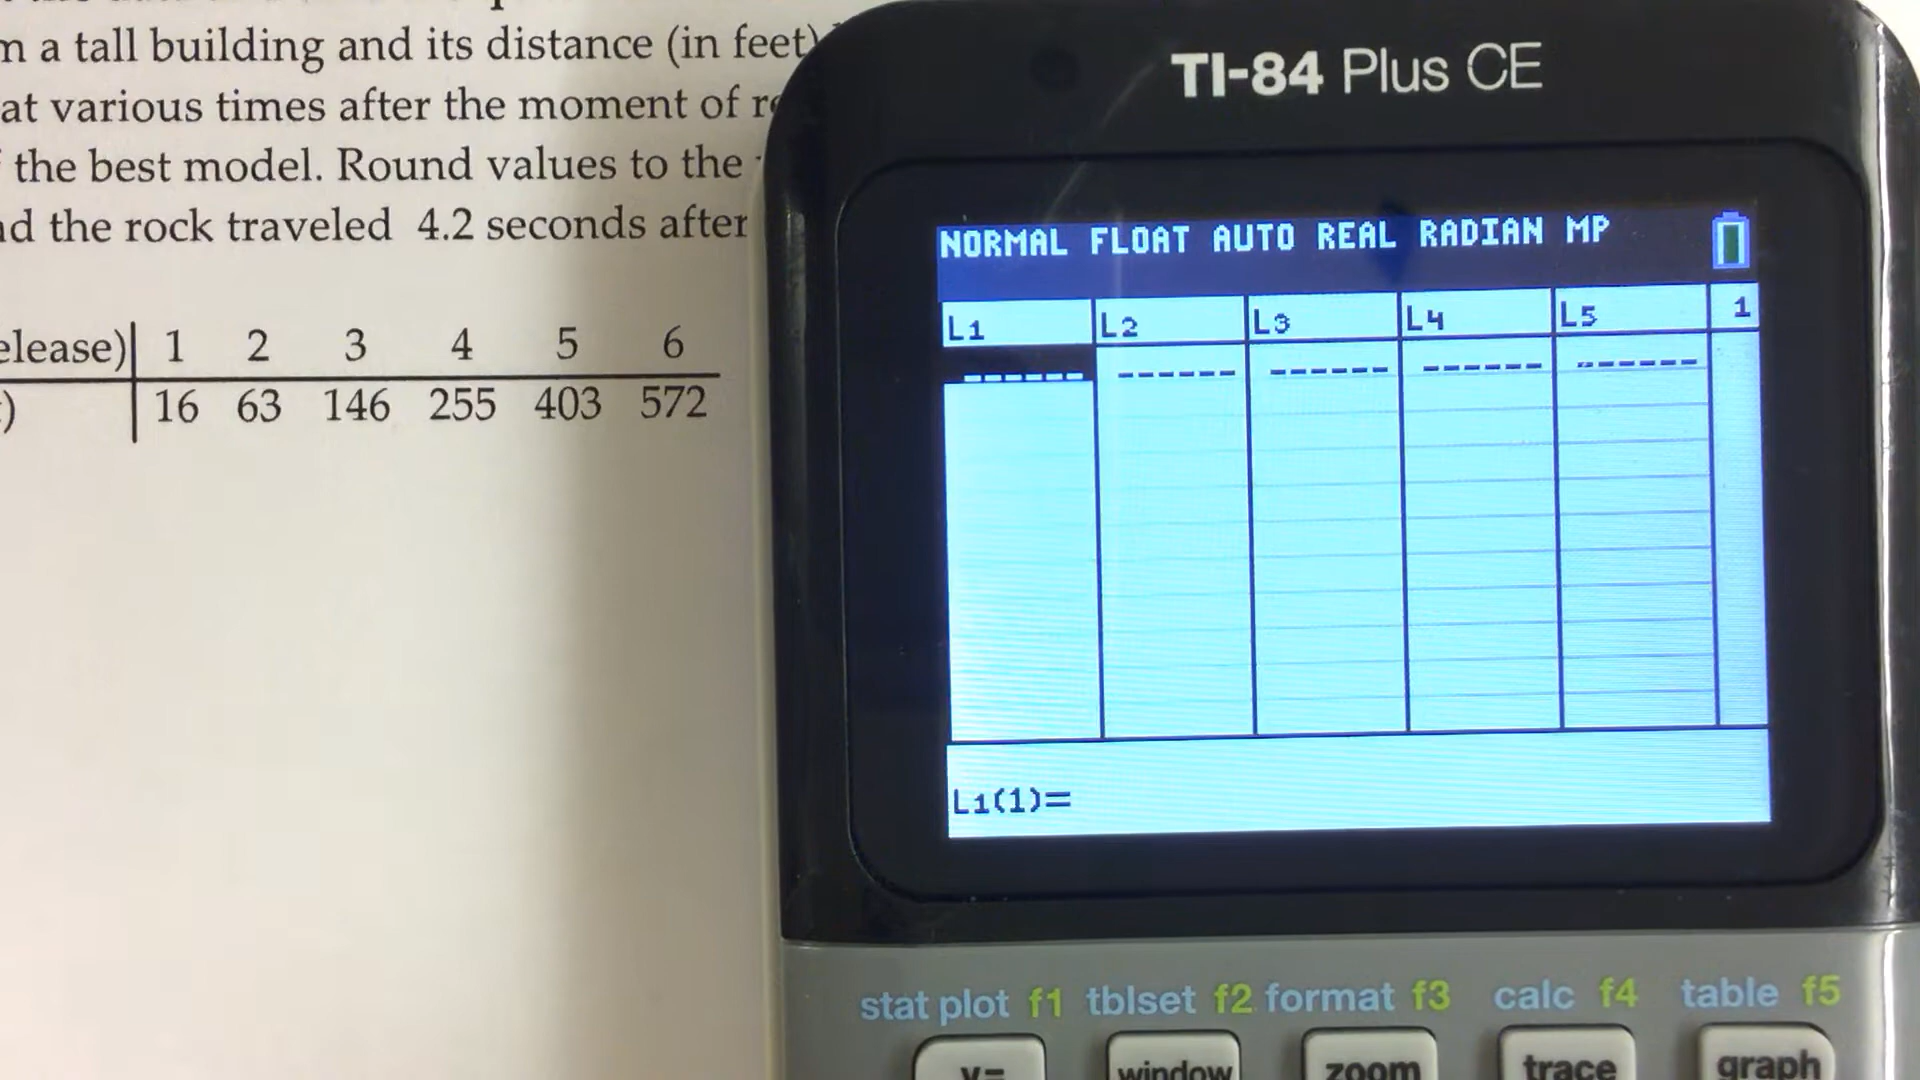 a tall building and its distance (in feet)
at various times after the moment of
the best model. Round values to the
the rock traveled 4.2 seconds after
1 2 3 4 5 6
16 63 146 255 403 572
TI-84 Plus CE
NORMAL FLOAT AUTO REAL RADIAN MP
L1 L2 L3 L4 L5 1
------ ------ ------ ------ ------
L1(1)=
stat plot f1 tblset f2 format f3 calc f4 table f5
y= window zoom trace graph